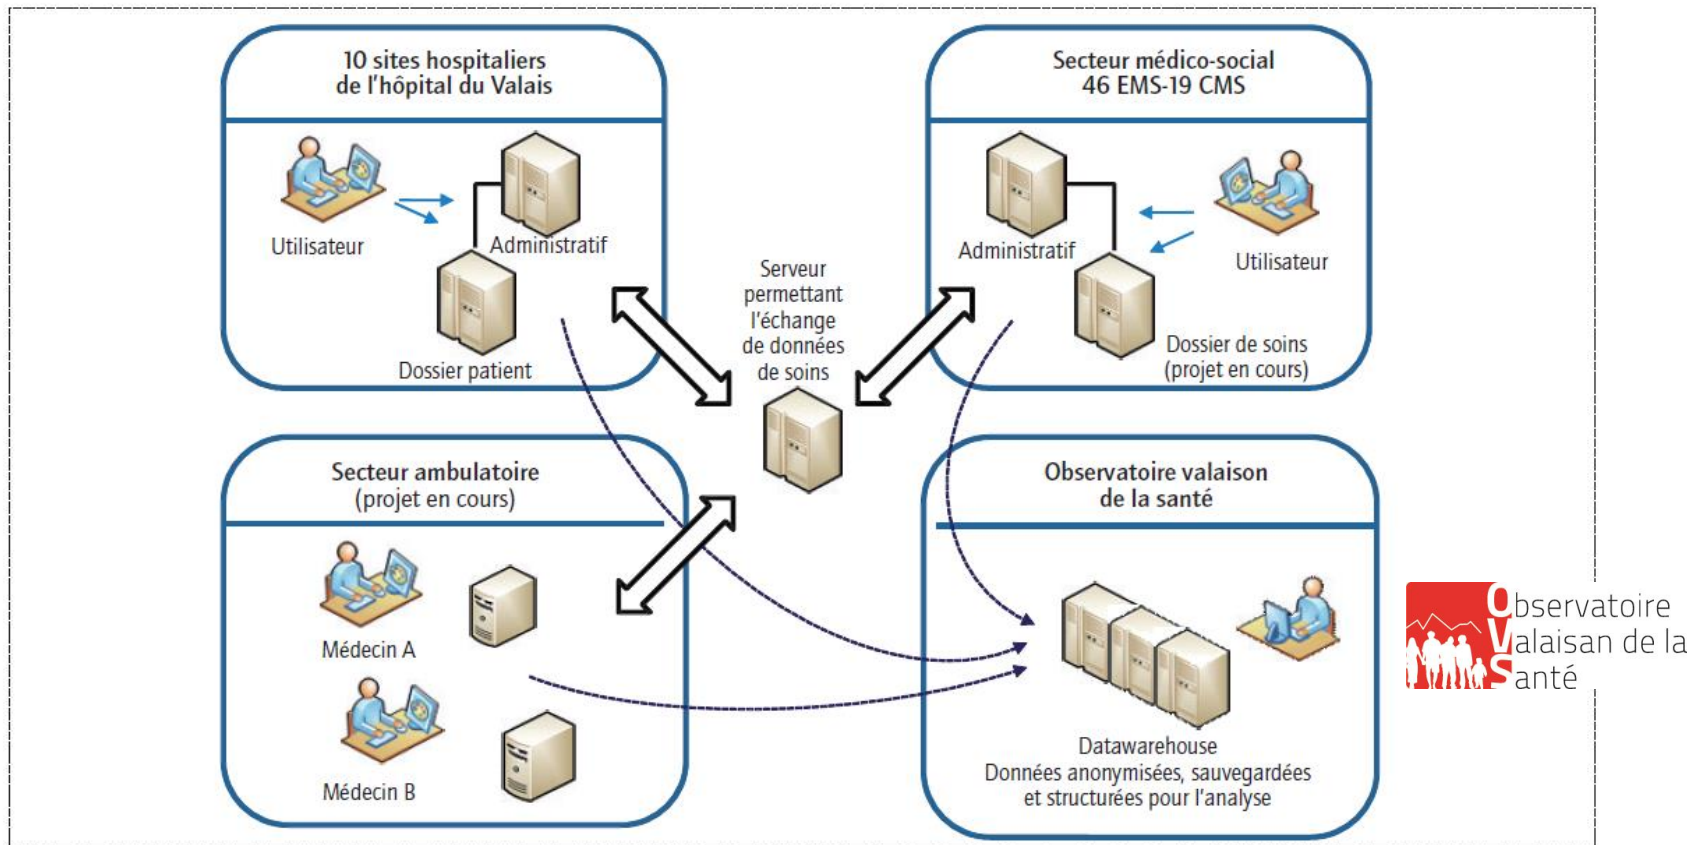 10 sites hospitaliers
de l'hôpital du Valais
Utilisateur
Administratif
Dossier patient
Secteur médico-social
46 EMS-19 CMS
Administratif
Utilisateur
Dossier de soins
(projet en cours)
Serveur
permettant
l'échange
de données
de soins
Secteur ambulatoire
(projet en cours)
Médecin A
Médecin B
Observatoire valaison
de la santé
Datawarehouse
Données anonymisées, sauvegardées
et structurées pour l'analyse
Observatoire
Valaisan de la
Santé